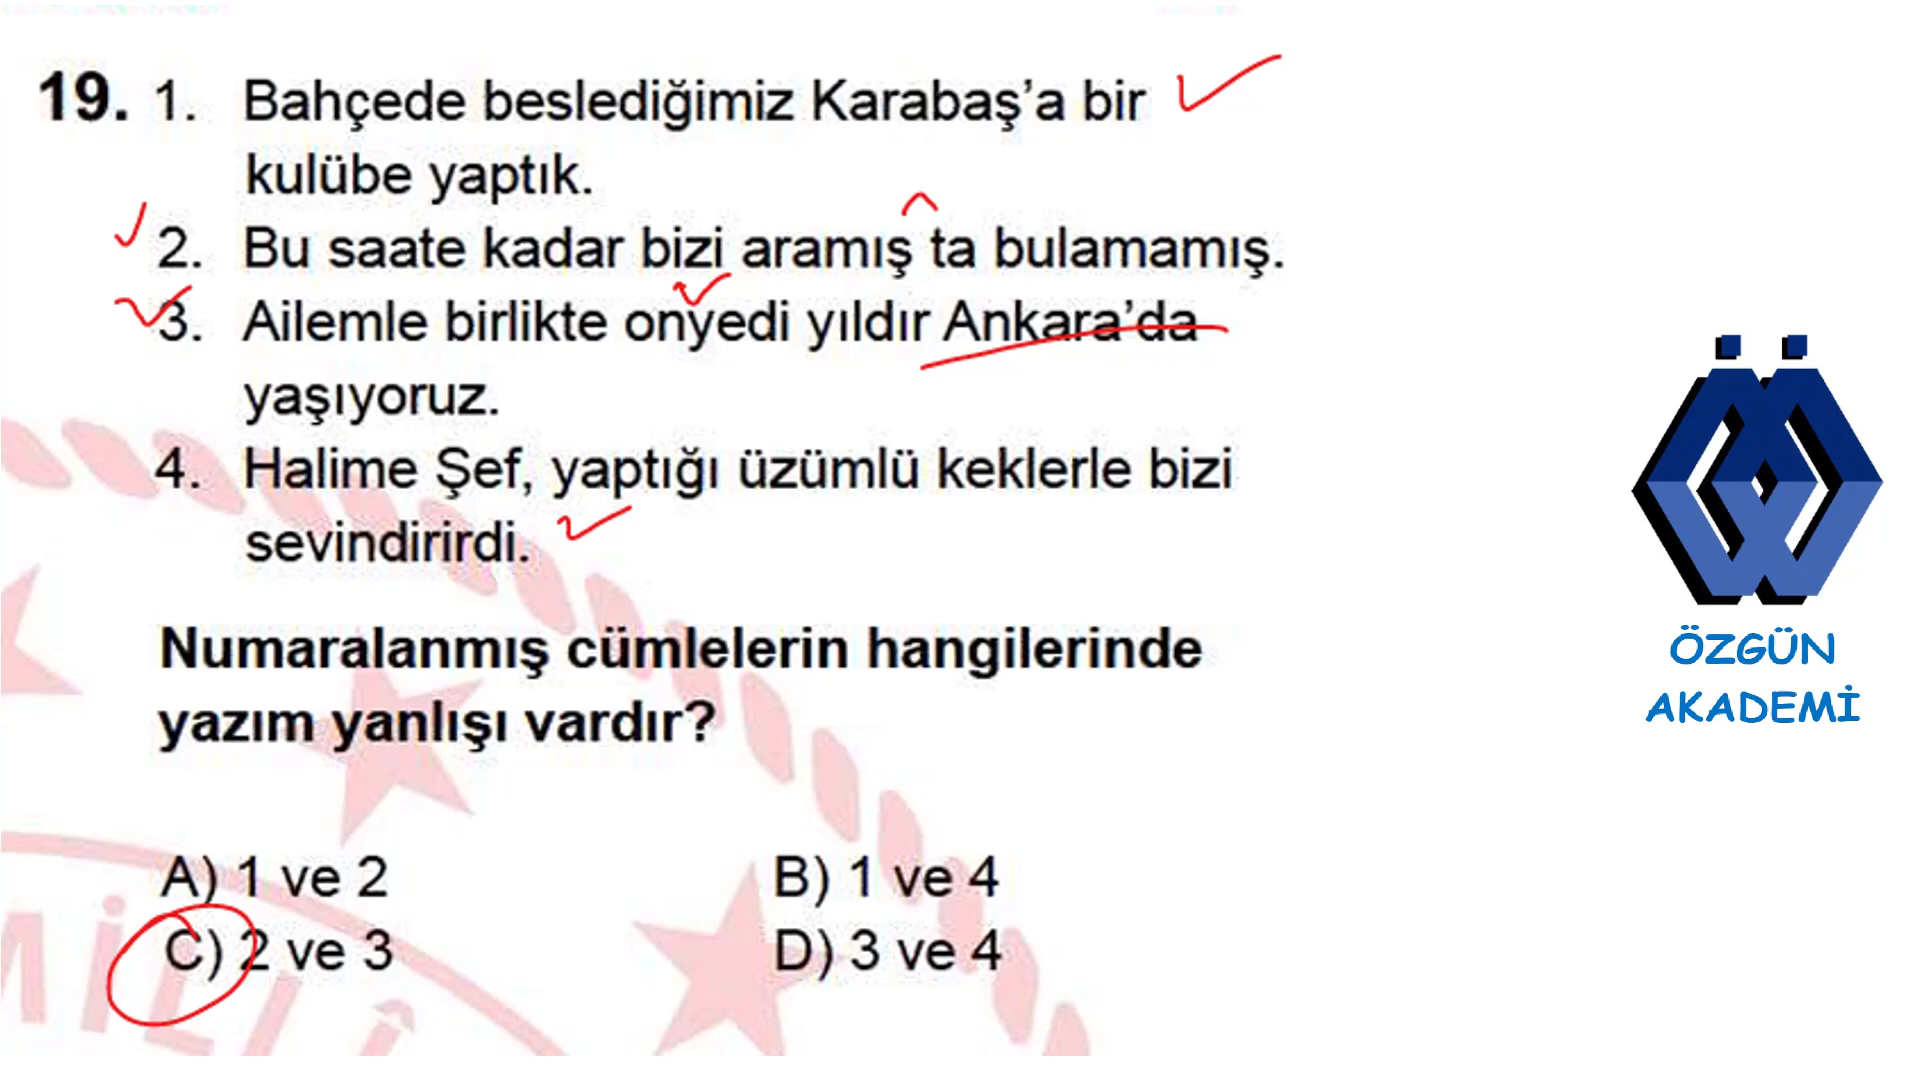 19. 1. Bahçede beslediğimiz Karabaş’a bir
kulübe yaptık.
2. Bu saate kadar bizi aramış ta bulamamış.
3. Ailemle birlikte onyedi yıldır Ankara’da
yaşıyoruz.
4. Halime Şef, yaptığı üzümlü keklerle bizi
sevindirirdi.
Numaralanmış cümlelerin hangilerinde
yazım yanlışı vardır?
A) 1 ve 2
B) 1 ve 4
C) 2 ve 3
D) 3 ve 4
ÖZGÜN
AKADEMİ